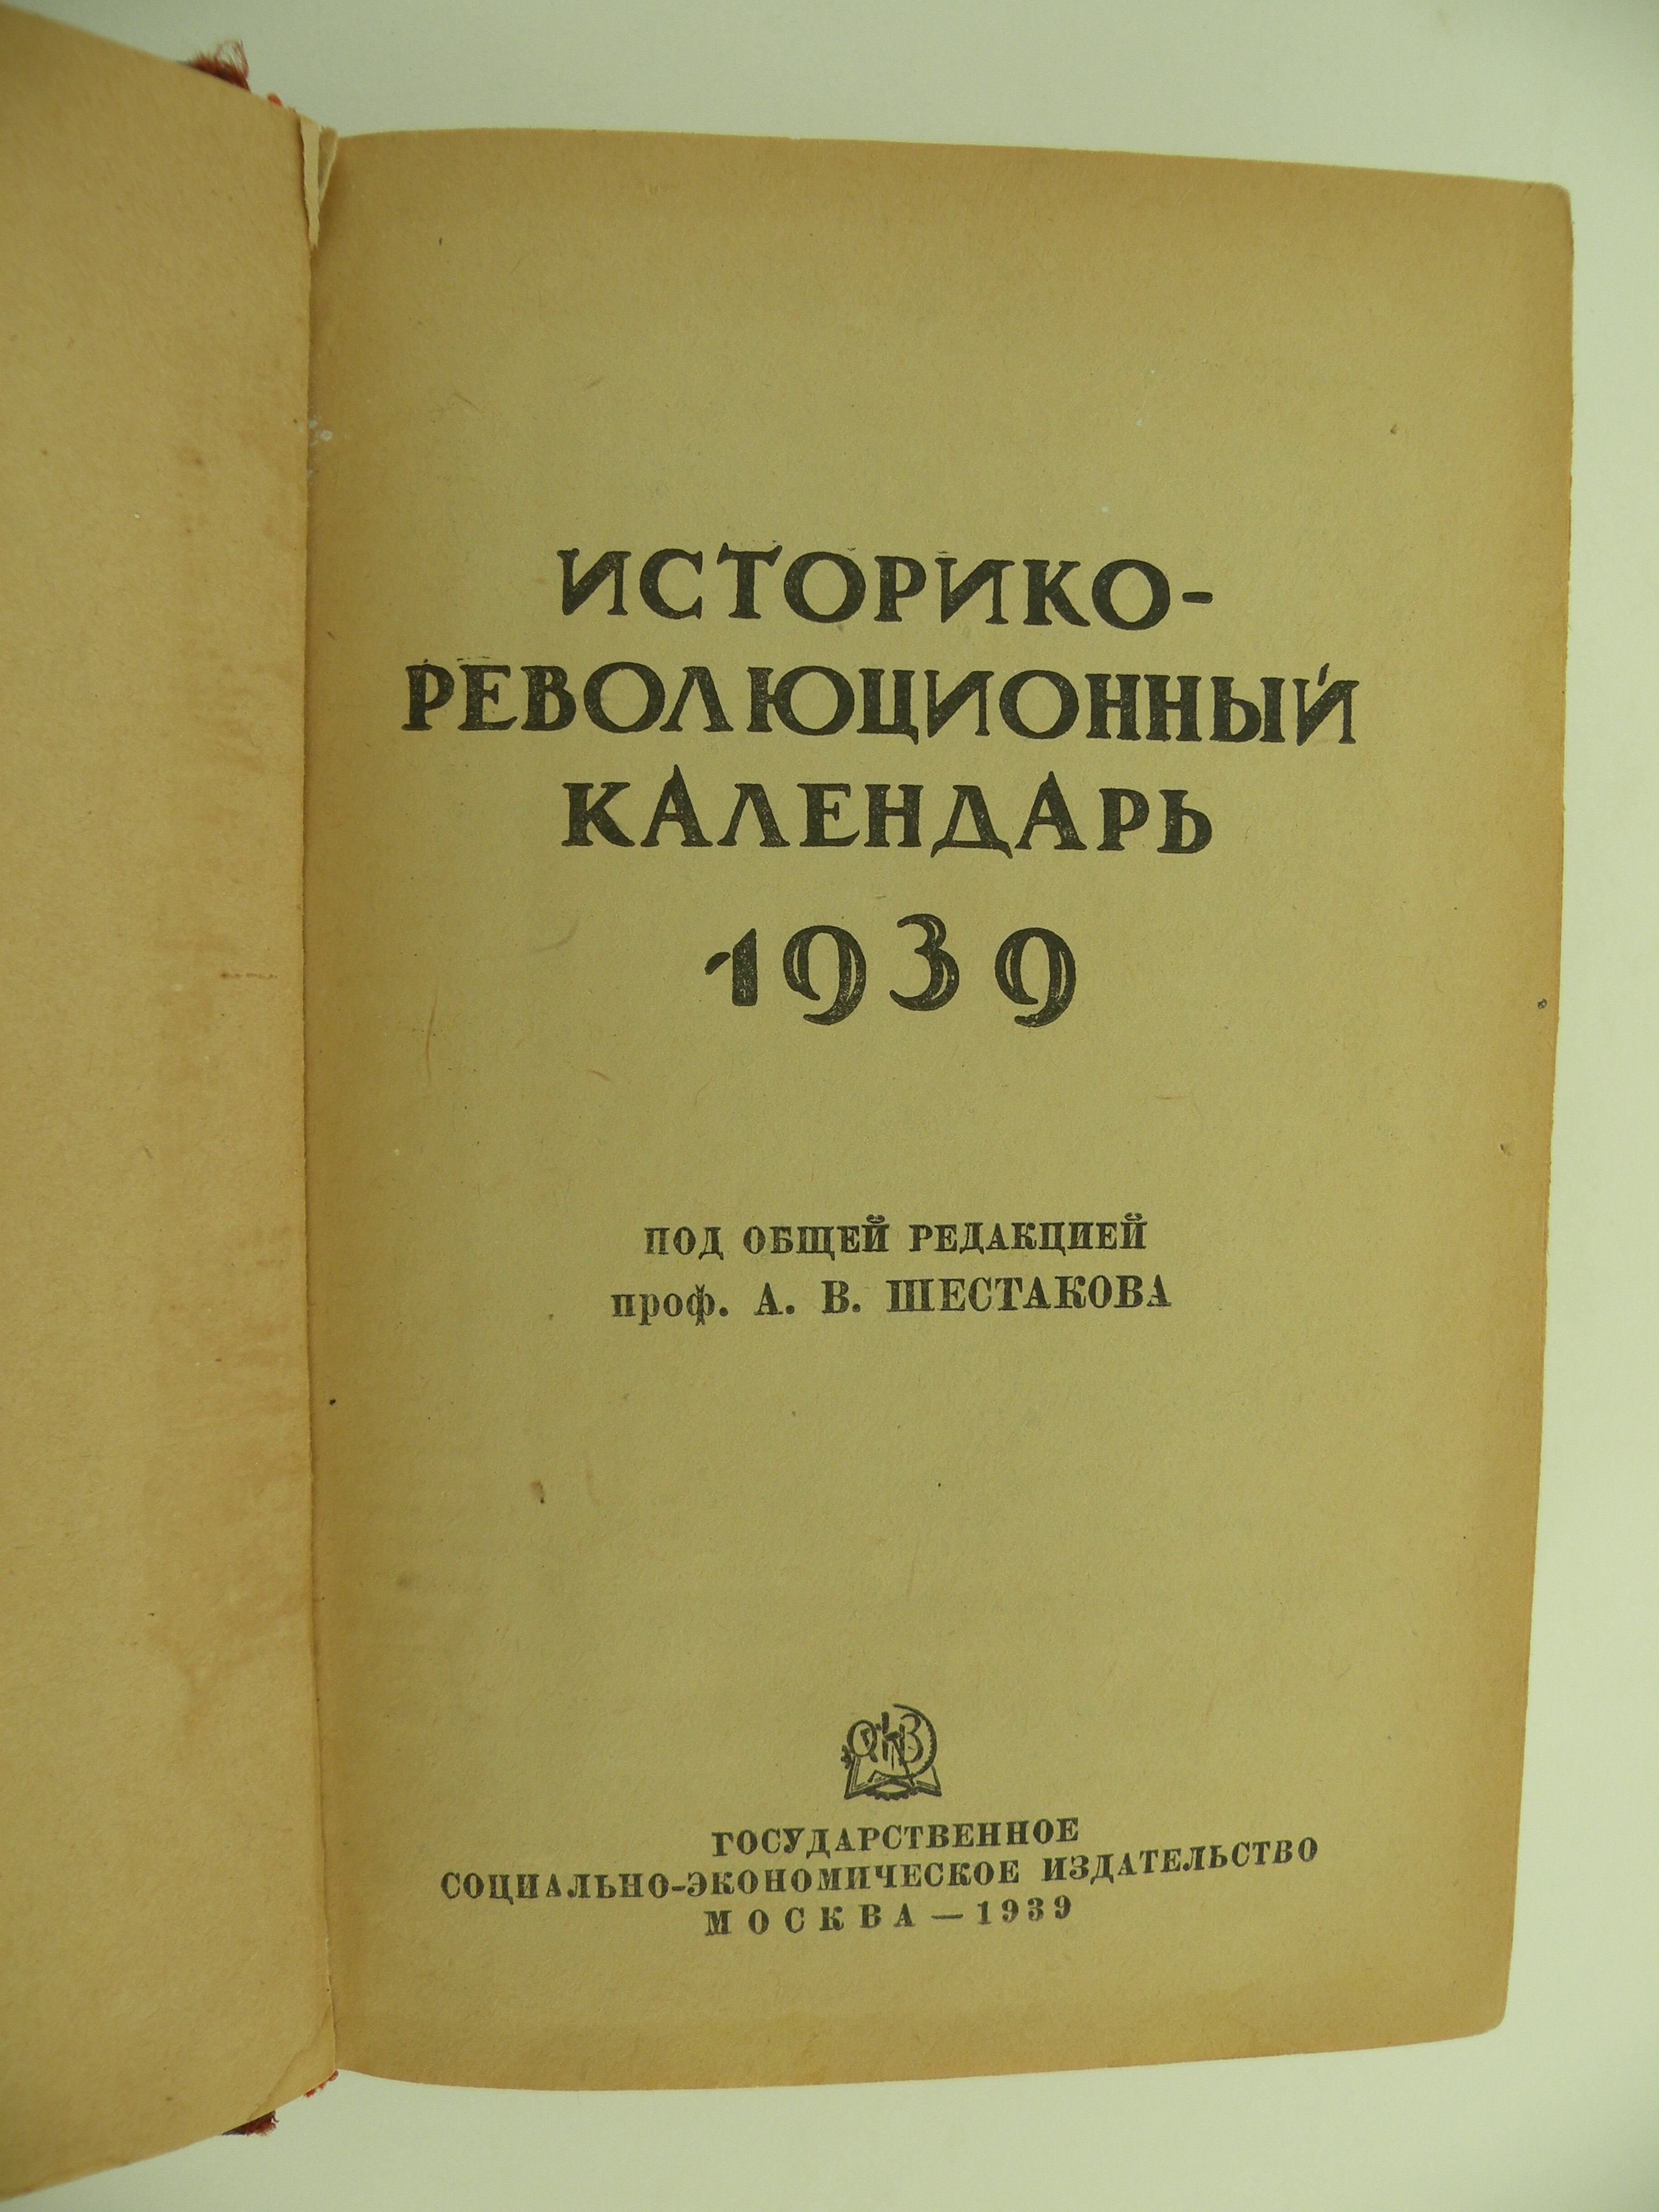 ИСТОРИКО-
РЕВОЛЮЦИОННЫЙ
КАЛЕНДАРЬ
1939
ПОД ОБЩЕЙ РЕДАКЦИЕЙ
проф. А. В. ШЕСТАКОВА
ГОСУДАРСТВЕННОЕ
СОЦИАЛЬНО-ЭКОНОМИЧЕСКОЕ ИЗДАТЕЛЬСТВО
МОСКВА — 1939